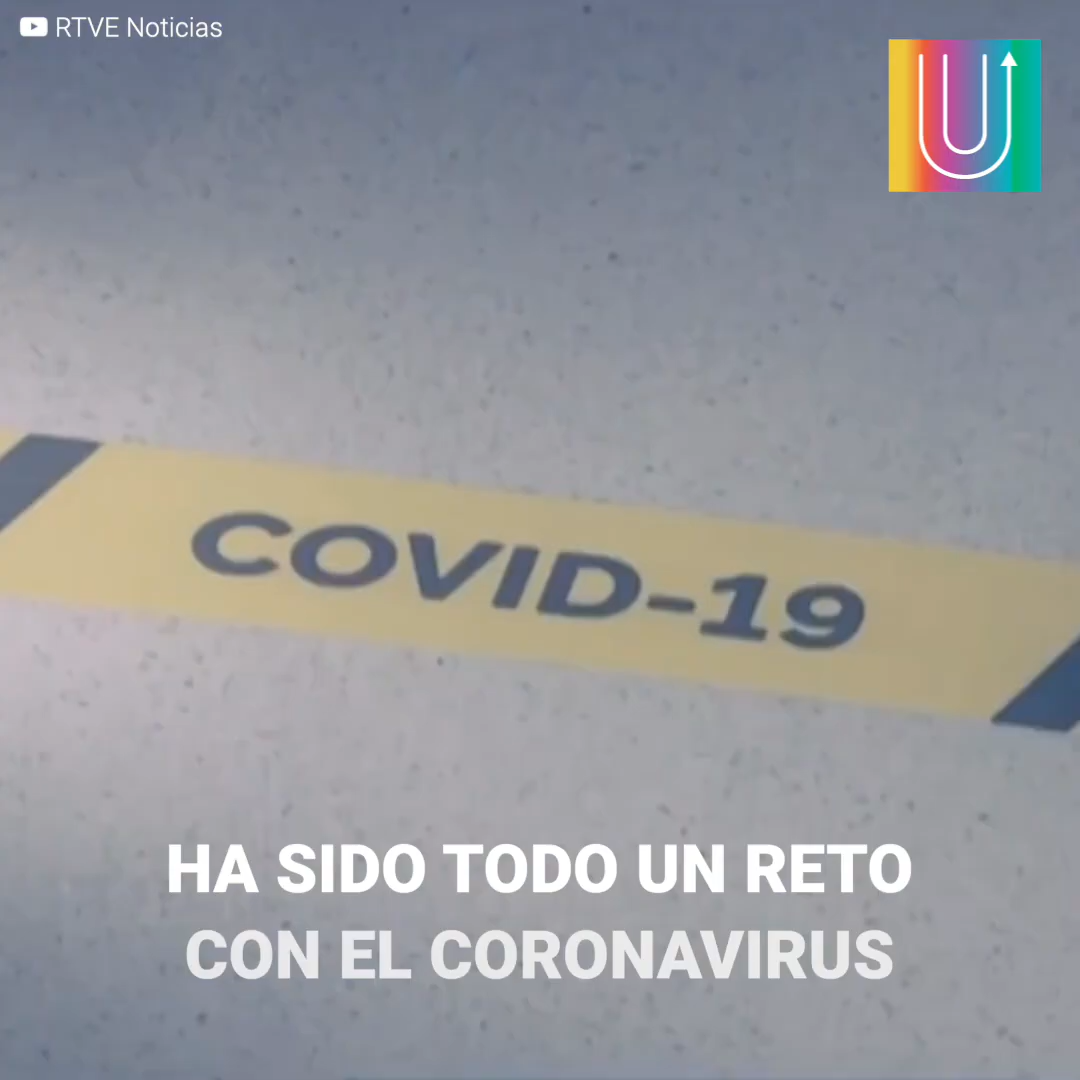 RTVE Noticias
U
COVID-19
HA SIDO TODO UN RETO
CON EL CORONAVIRUS